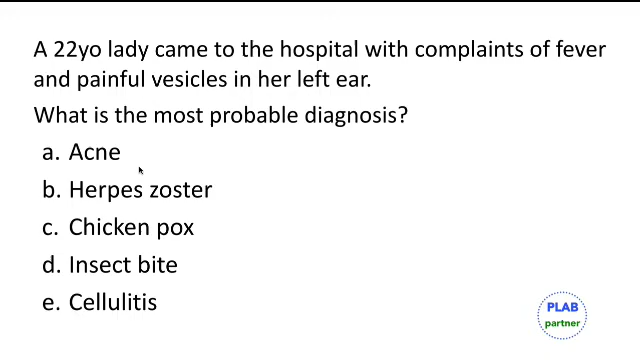 A 22yo lady came to the hospital with complaints of fever
and painful vesicles in her left ear.
What is the most probable diagnosis?
a. Acne
b. Herpes zoster
c. Chicken pox
d. Insect bite
e. Cellulitis
PLAB
partner